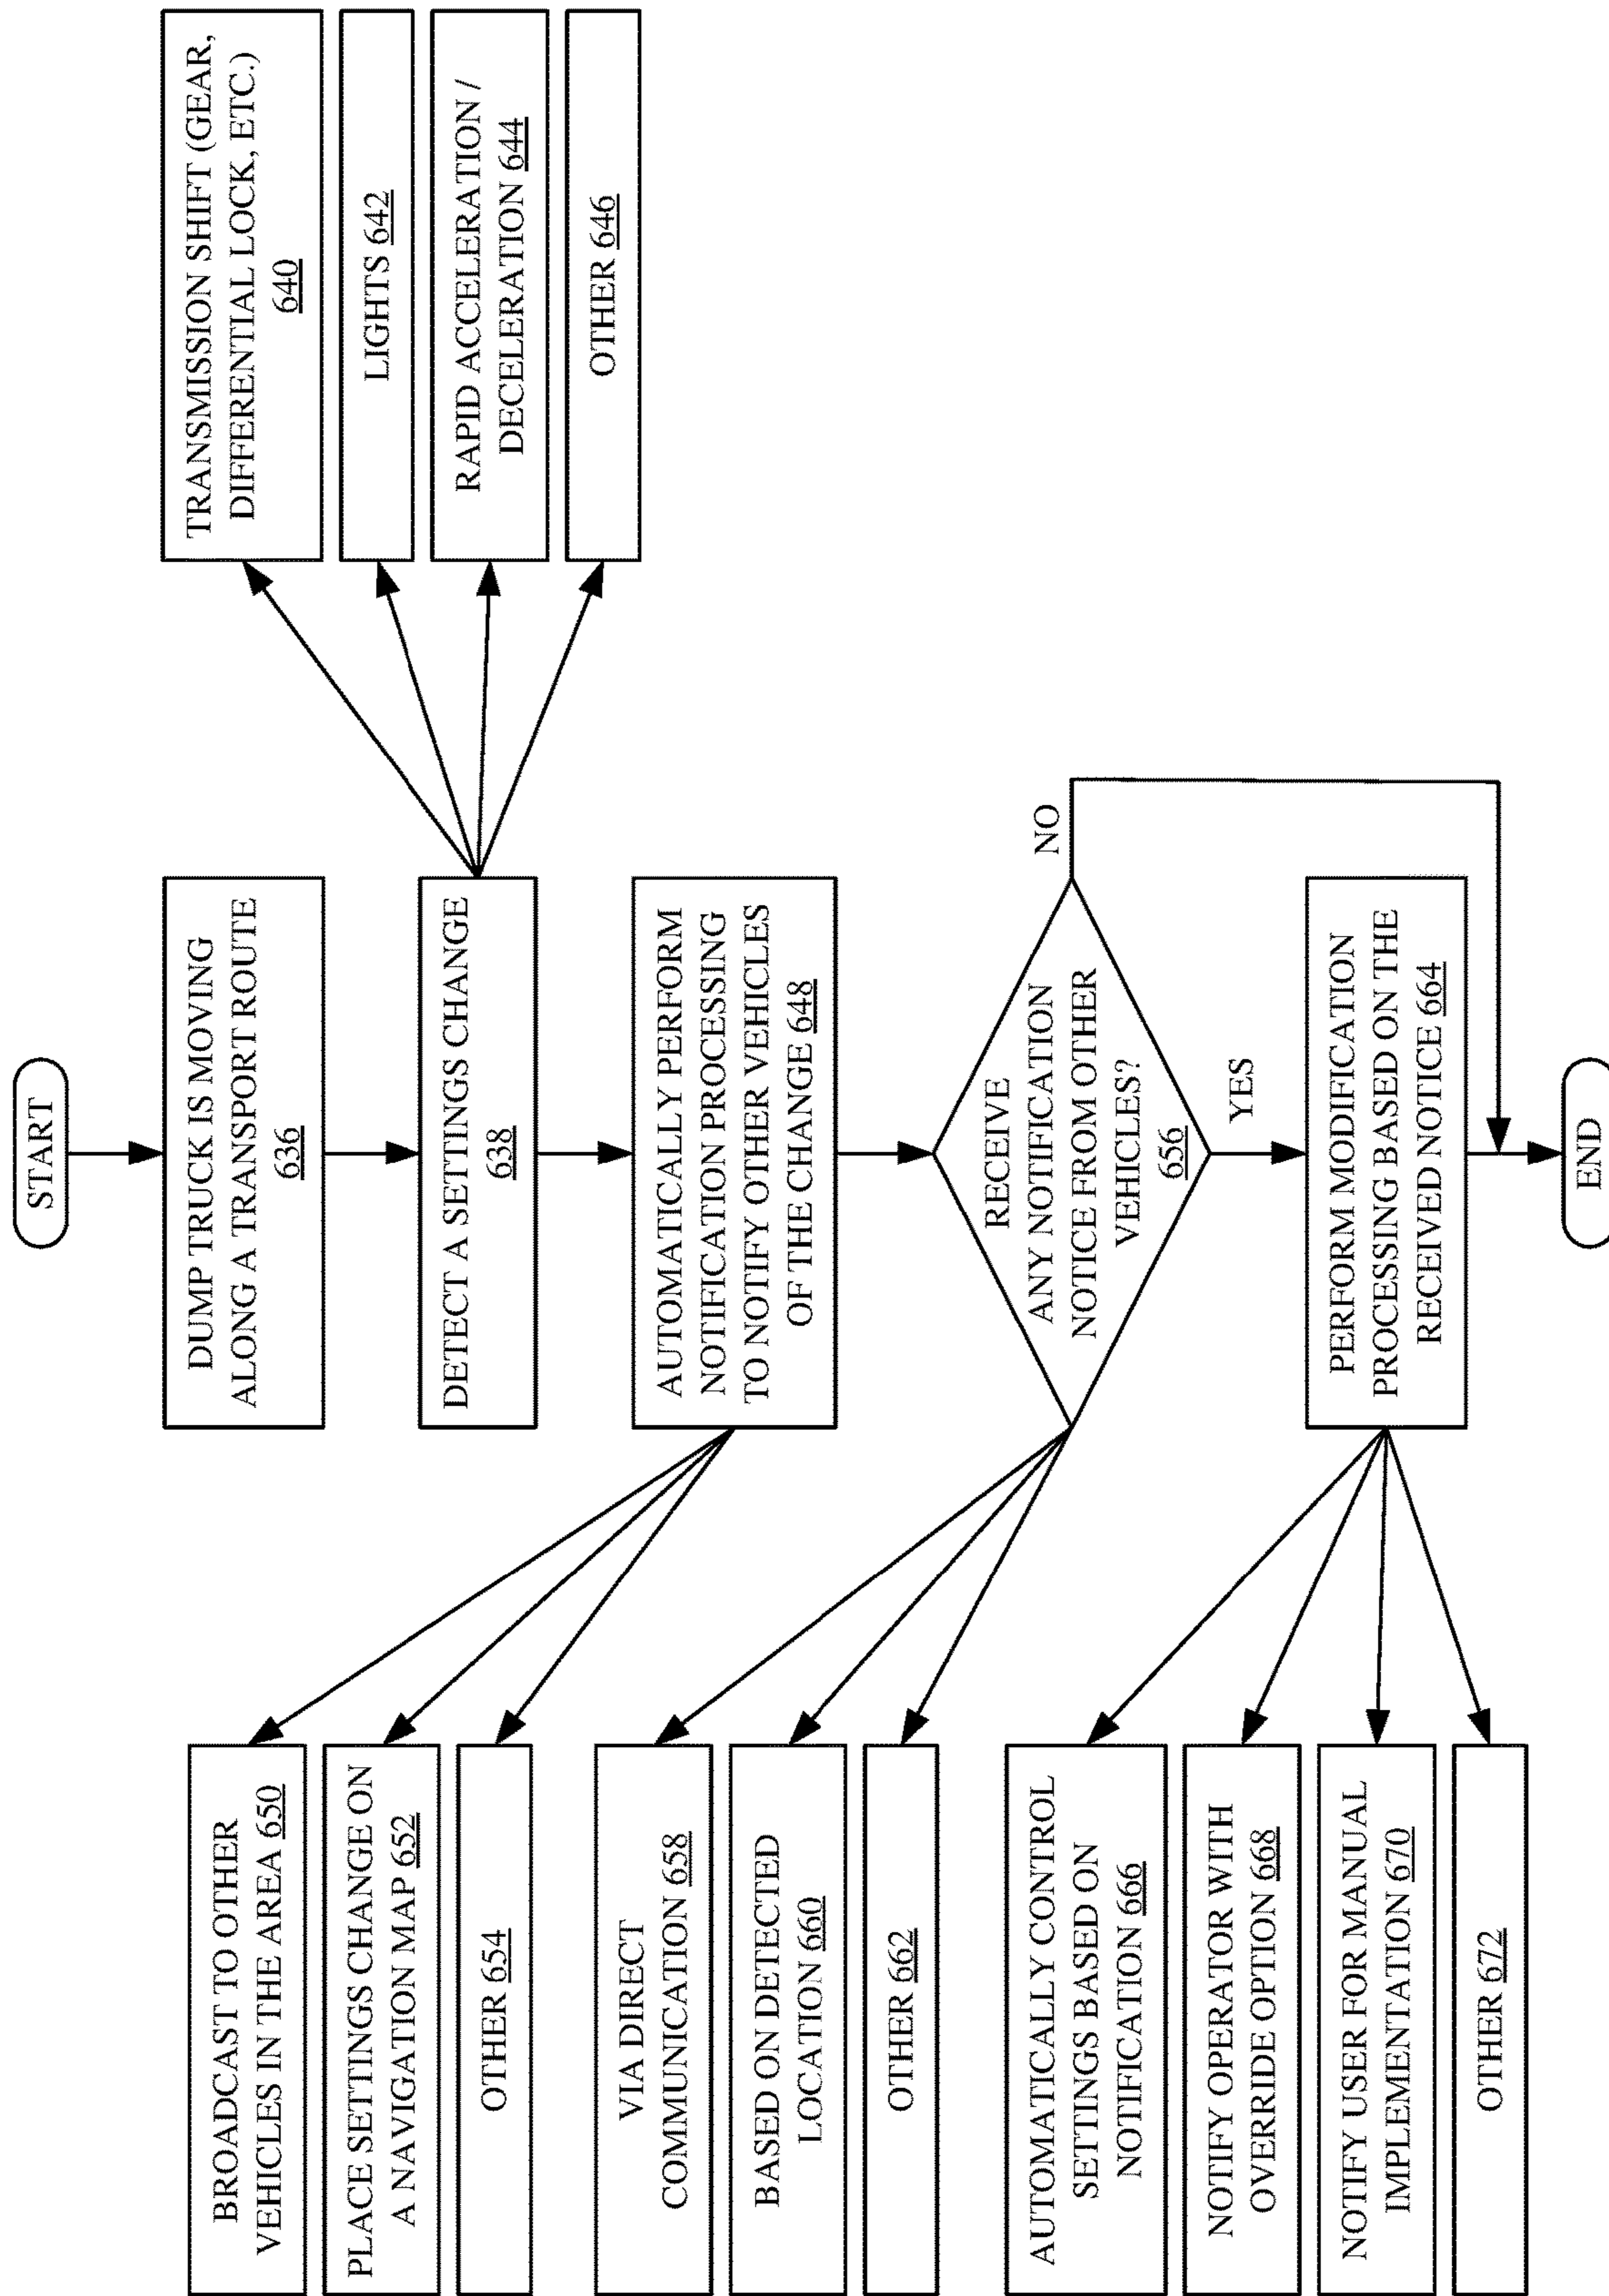 START
DUMP TRUCK IS MOVING
ALONG A TRANSPORT ROUTE
636
DETECT A SETTINGS CHANGE
638
TRANSMISSION SHIFT (GEAR,
DIFFERENTIAL LOCK, ETC.)
640
LIGHTS 642
RAPID ACCELERATION /
DECELERATION 644
OTHER 646
AUTOMATICALLY PERFORM
NOTIFICATION PROCESSING
TO NOTIFY OTHER VEHICLES
OF THE CHANGE 648
BROADCAST TO OTHER
VEHICLES IN THE AREA 650
PLACE SETTINGS CHANGE ON
A NAVIGATION MAP 652
OTHER 654
RECEIVE
ANY NOTIFICATION
NOTICE FROM OTHER
VEHICLES?
656
NO
YES
VIA DIRECT
COMMUNICATION 658
BASED ON DETECTED
LOCATION 660
OTHER 662
PERFORM MODIFICATION
PROCESSING BASED ON THE
RECEIVED NOTICE 664
AUTOMATICALLY CONTROL
SETTINGS BASED ON
NOTIFICATION 666
NOTIFY OPERATOR WITH
OVERRIDE OPTION 668
NOTIFY USER FOR MANUAL
IMPLEMENTATION 670
OTHER 672
END